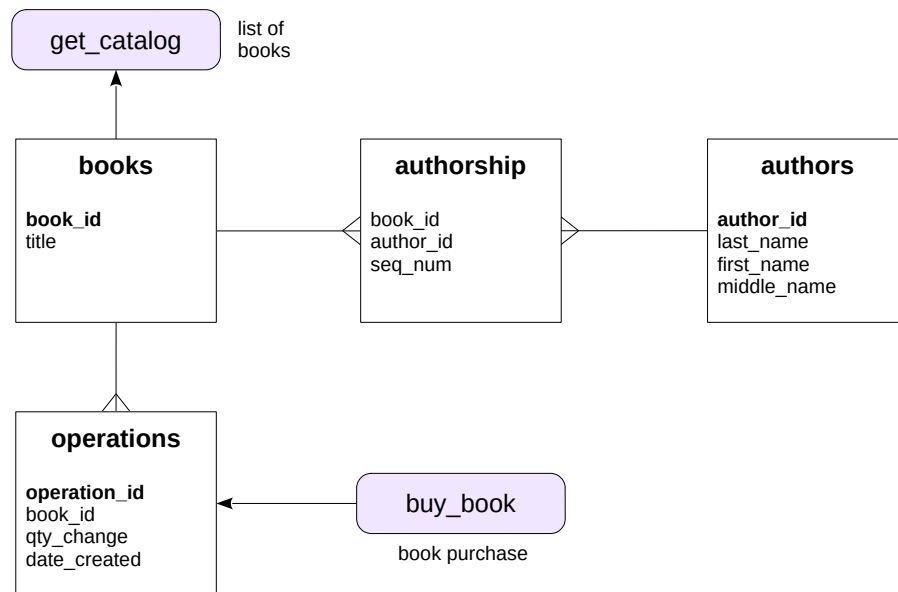 get_catalog
list of
books
books
book_id
title
authorship
book_id
author_id
seq_num
authors
author_id
last_name
first_name
middle_name
operations
operation_id
book_id
qty_change
date_created
buy_book
book purchase